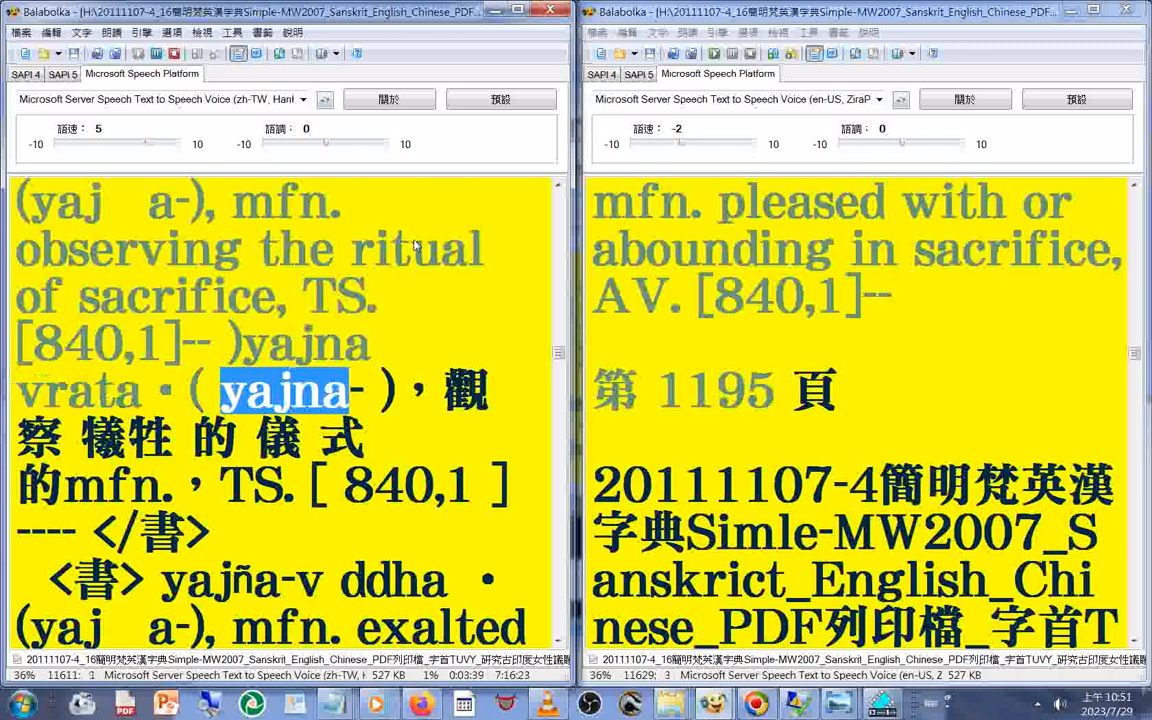 Balabolka - [H:\20111107-4_16簡明梵英漢字典Simple-MW2007_Sanskrit_English_Chinese_PDF...
檔案 編輯 文字 朗讀 引擎 選項 檢視 工具 書籤 說明
SAPI 4 SAPI 5 Microsoft Speech Platform
Microsoft Server Speech Text to Speech Voice (zh-TW, Hanl 關於 預設
語速： 5 語調： 0
-10 10 -10 10
(yaj a-), mfn.
observing the ritual
of sacrifice, TS.
[840,1]-- )yajna
vrata・( yajna- )，觀
察 犧牲 的 儀 式
的mfn.，TS.[ 840,1 ]
---- </書>
<書> yajña-v ddha ・
(yaj a-), mfn. exalted
20111107-4_16簡明梵英漢字典Simple-MW2007_Sanskrit_English_Chinese_PDF列印檔_字首TUVY_研究古印度女性議題
36% 11611: 1 Microsoft Server Speech Text to Speech Voice (zh-TW, H 527 KB 1% 0:03:39 7:16:23
Balabolka - [H:\20111107-4_16簡明梵英漢字典Simple-MW2007_Sanskrit_English_Chinese_PDF...
檔案 編輯 文字 朗讀 引擎 選項 檢視 工具 書籤 說明
SAPI 4 SAPI 5 Microsoft Speech Platform
Microsoft Server Speech Text to Speech Voice (en-US, ZiraP 關於 預設
語速： -2 語調： 0
-10 10 -10 10
mfn. pleased with or
abounding in sacrifice,
AV. [840,1]--
第 1195 頁
20111107-4簡明梵英漢
字典Simle-MW2007_S
anskrict_English_Chi
nese_PDF列印檔_字首T
20111107-4_16簡明梵英漢字典Simple-MW2007_Sanskrit_English_Chinese_PDF列印檔_字首TUVY_研究古印度女性議題
36% 11629: 3 Microsoft Server Speech Text to Speech Voice (en-US, Z 527 KB
上午 10:51
2023/7/29